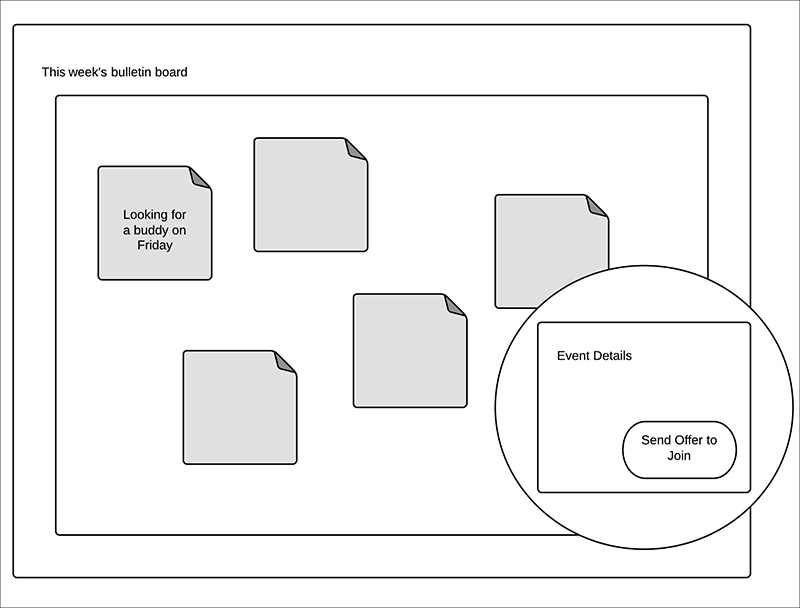 This week's bulletin board
Looking for
a buddy on
Friday
Event Details
Send Offer to
Join